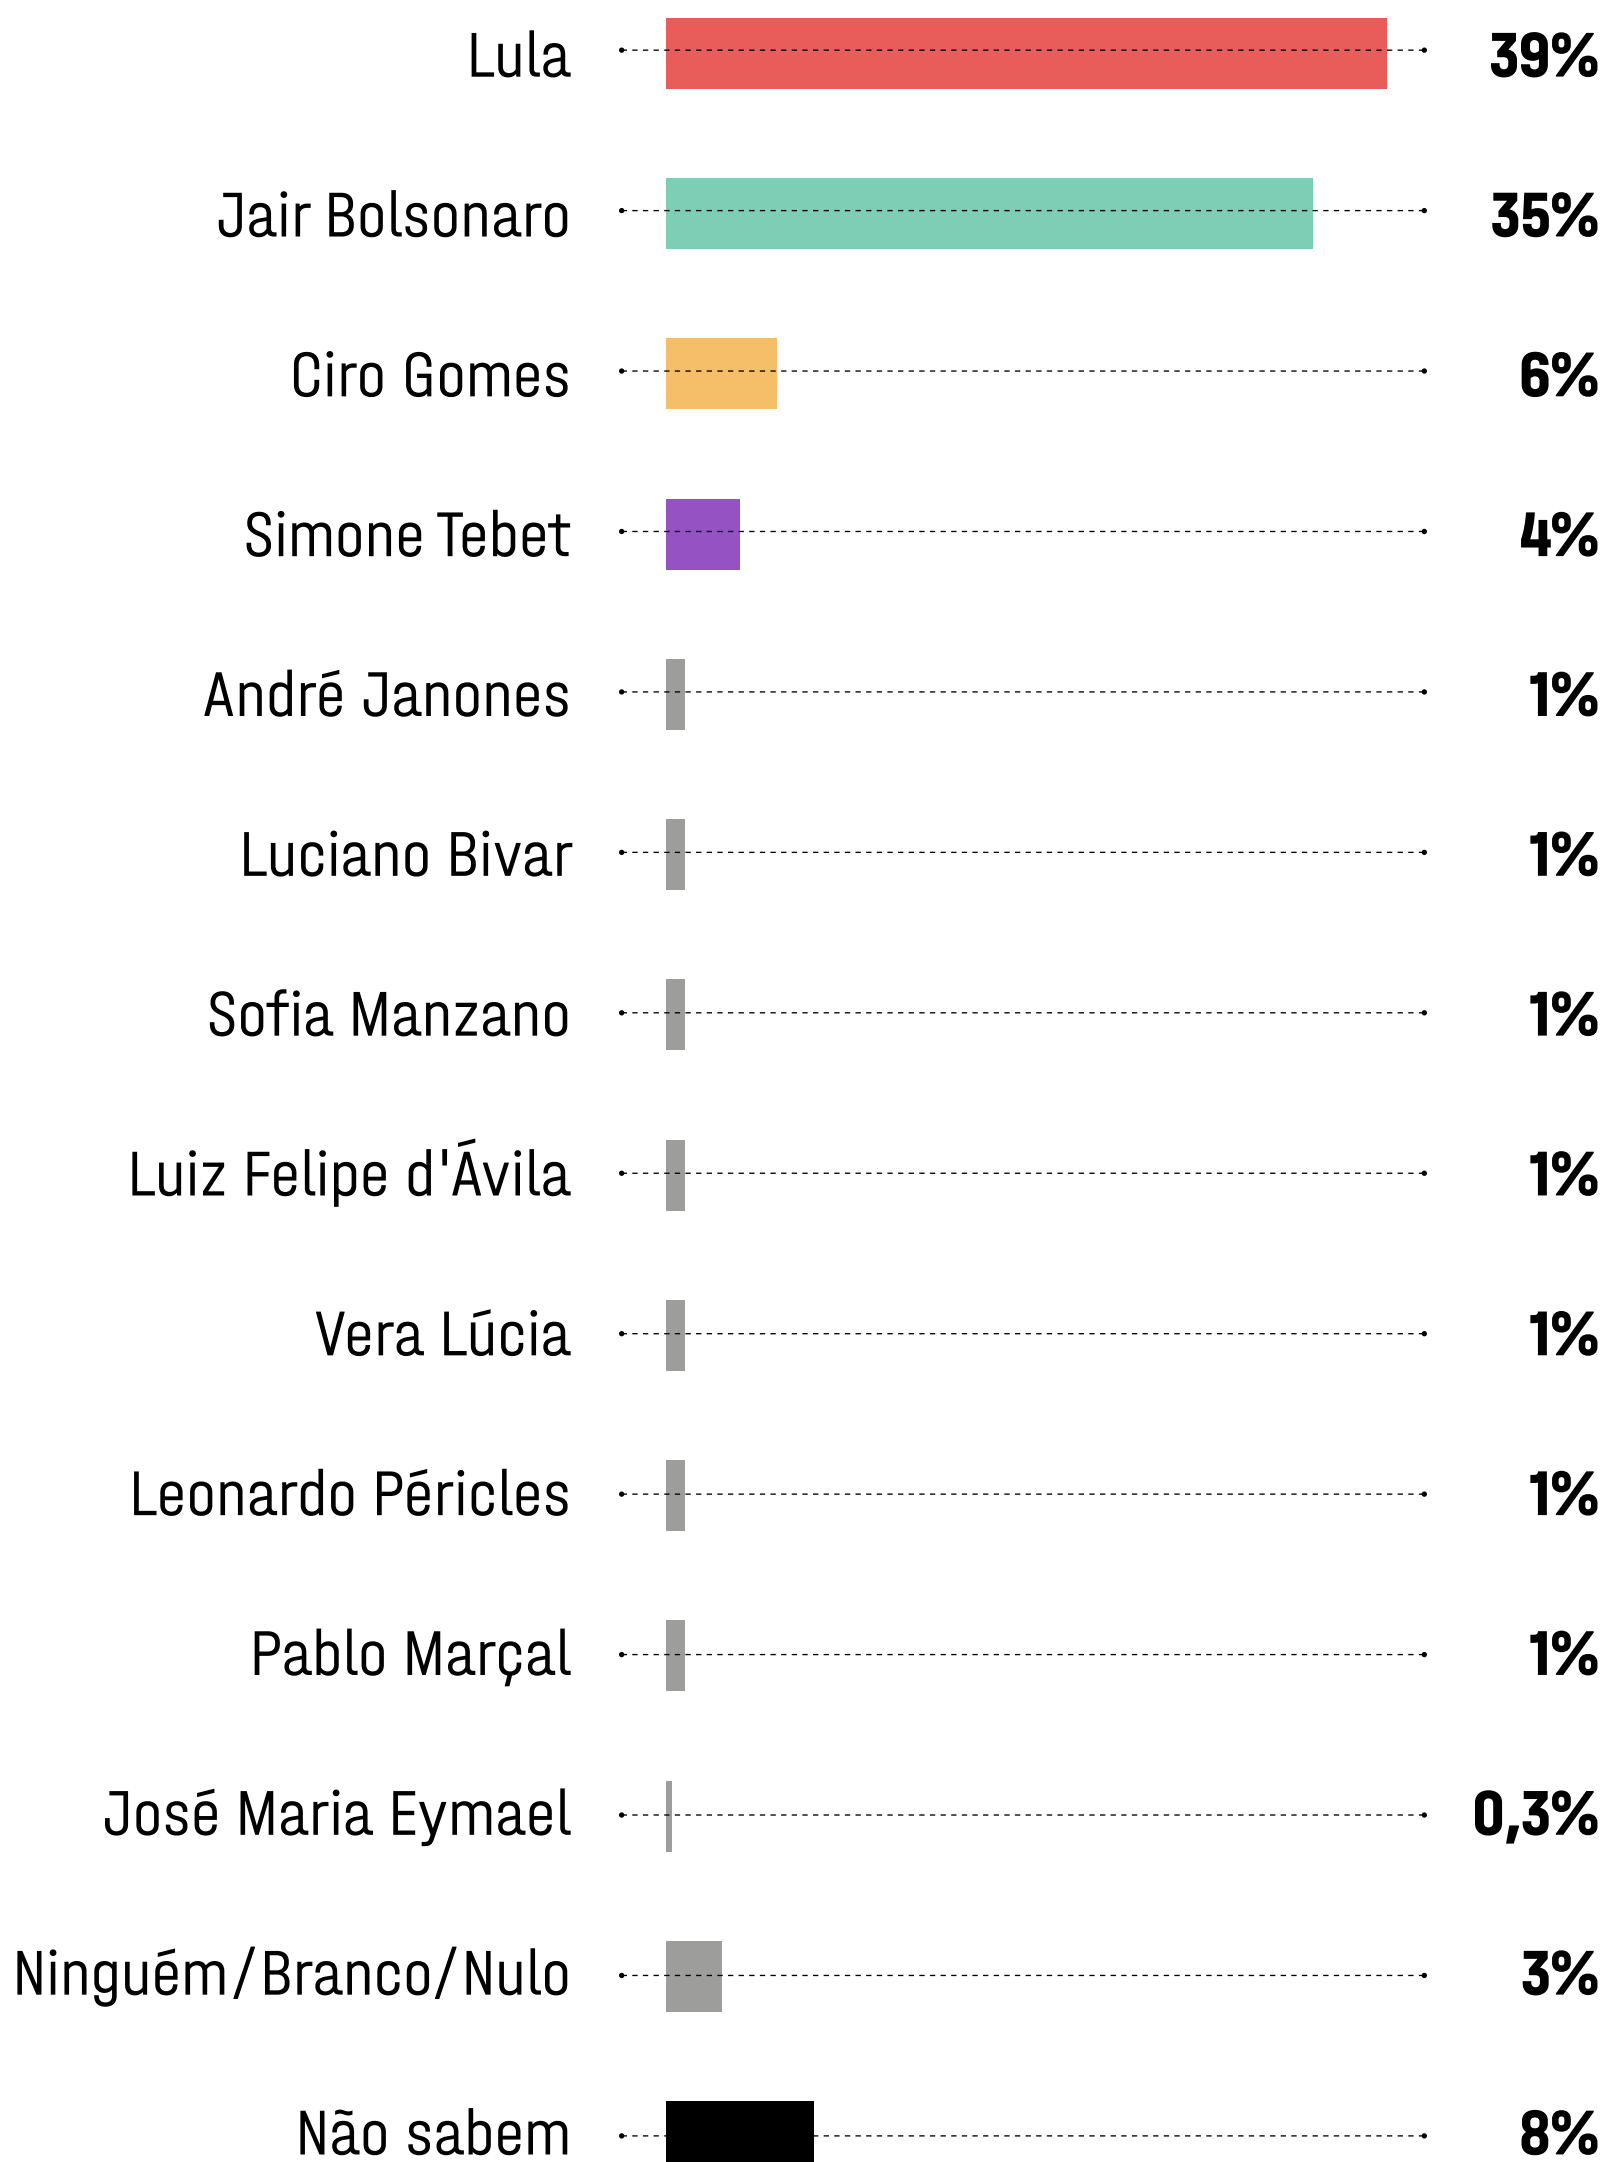 Lula 39%
Jair Bolsonaro 35%
Ciro Gomes 6%
Simone Tebet 4%
André Janones 1%
Luciano Bivar 1%
Sofia Manzano 1%
Luiz Felipe d'Ávila 1%
Vera Lúcia 1%
Leonardo Péricles 1%
Pablo Marçal 1%
José Maria Eymael 0,3%
Ninguém/Branco/Nulo 3%
Não sabem 8%